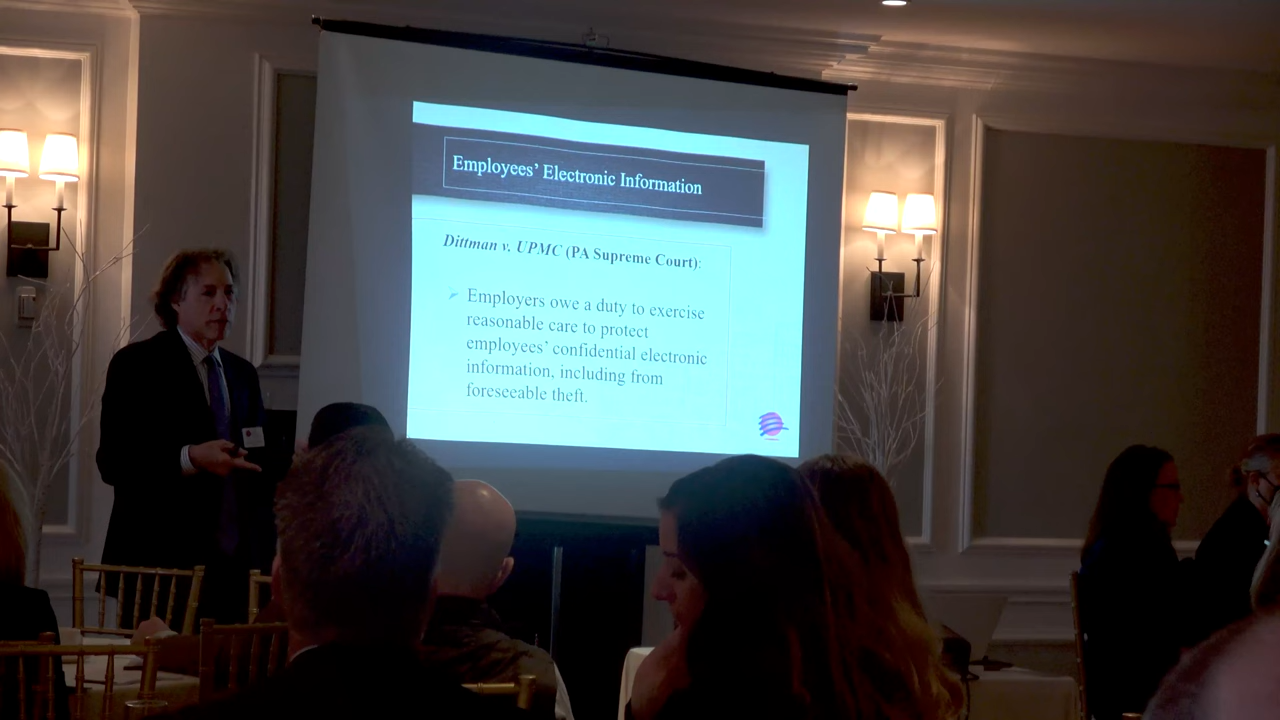 Employees’ Electronic Information
Dittman v. UPMC (PA Supreme Court):
Employers owe a duty to exercise
reasonable care to protect
employees’ confidential electronic
information, including from
foreseeable theft.